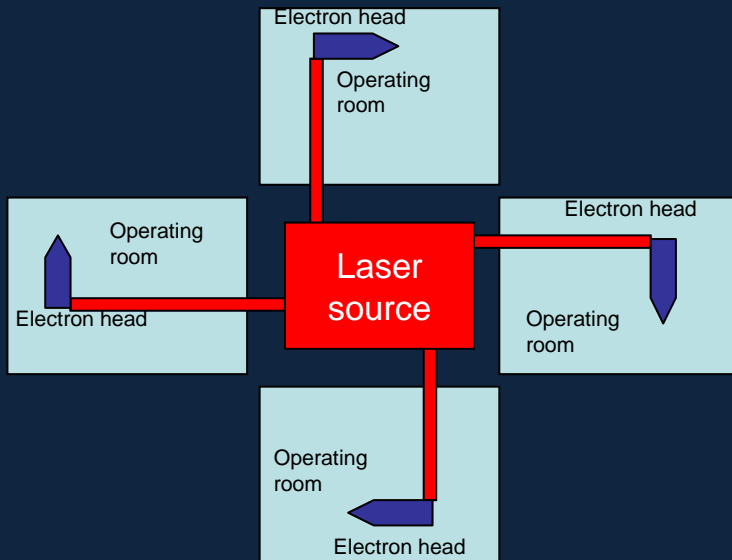 Electron head
Operating
room
Operating
room
Electron head
Laser
source
Electron head
Operating
room
Operating
room
Electron head